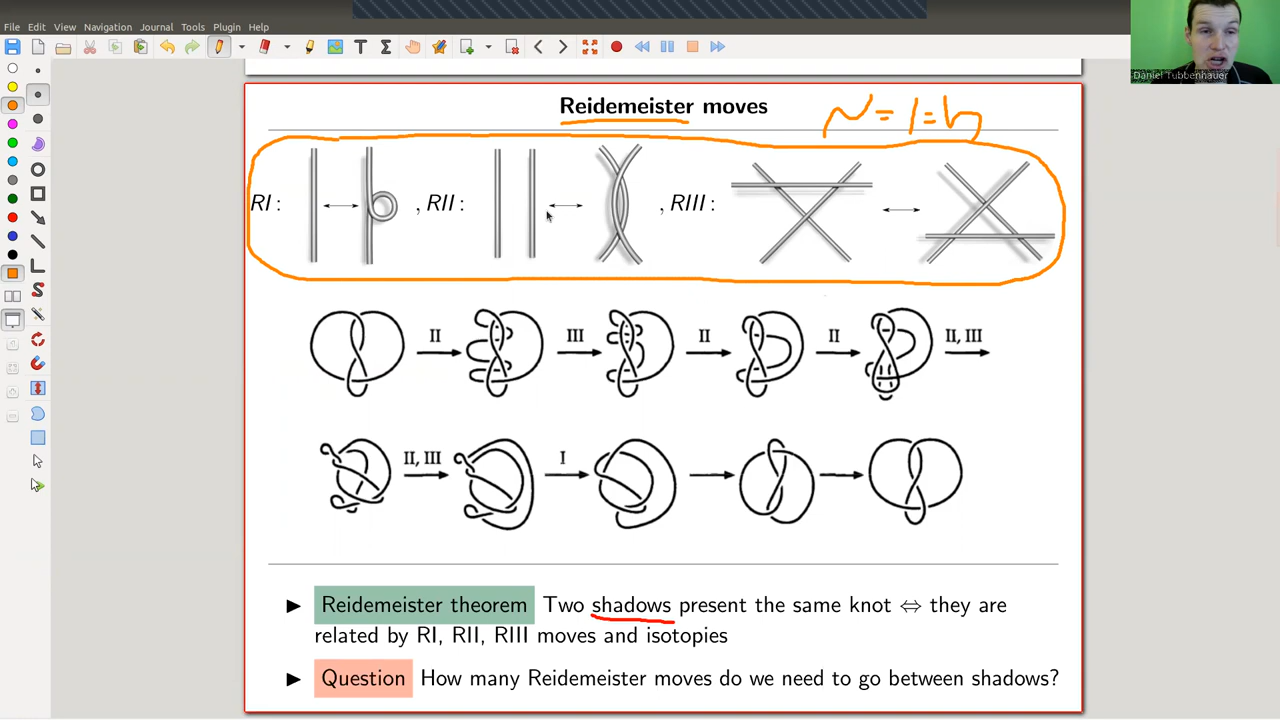 File Edit View Navigation Journal Tools Plugin Help
Daniel Tubbenhauer
Reidemeister moves
RI : , RII : , RIII :
II III II II II, III
II, III I
► Reidemeister theorem Two shadows present the same knot ⇔ they are
related by RI, RII, RIII moves and isotopies
► Question How many Reidemeister moves do we need to go between shadows?